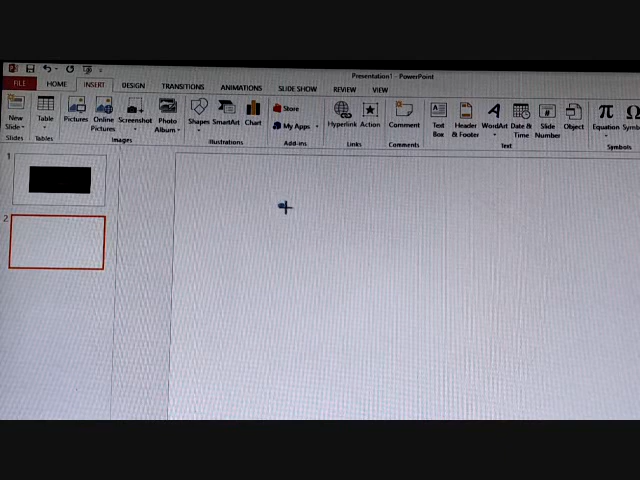 Presentation1 - PowerPoint
FILE HOME INSERT DESIGN TRANSITIONS ANIMATIONS SLIDE SHOW REVIEW VIEW
New Slide
Table
Pictures
Online Pictures
Screenshot
Photo Album
Shapes
SmartArt
Chart
Store
My Apps
Hyperlink
Action
Comment
Text Box
Header & Footer
WordArt
Date & Time
Slide Number
#
Object
π
Equation
Ω
Slides Tables Images Illustrations Add-ins Links Comments Text Symbols
1
2